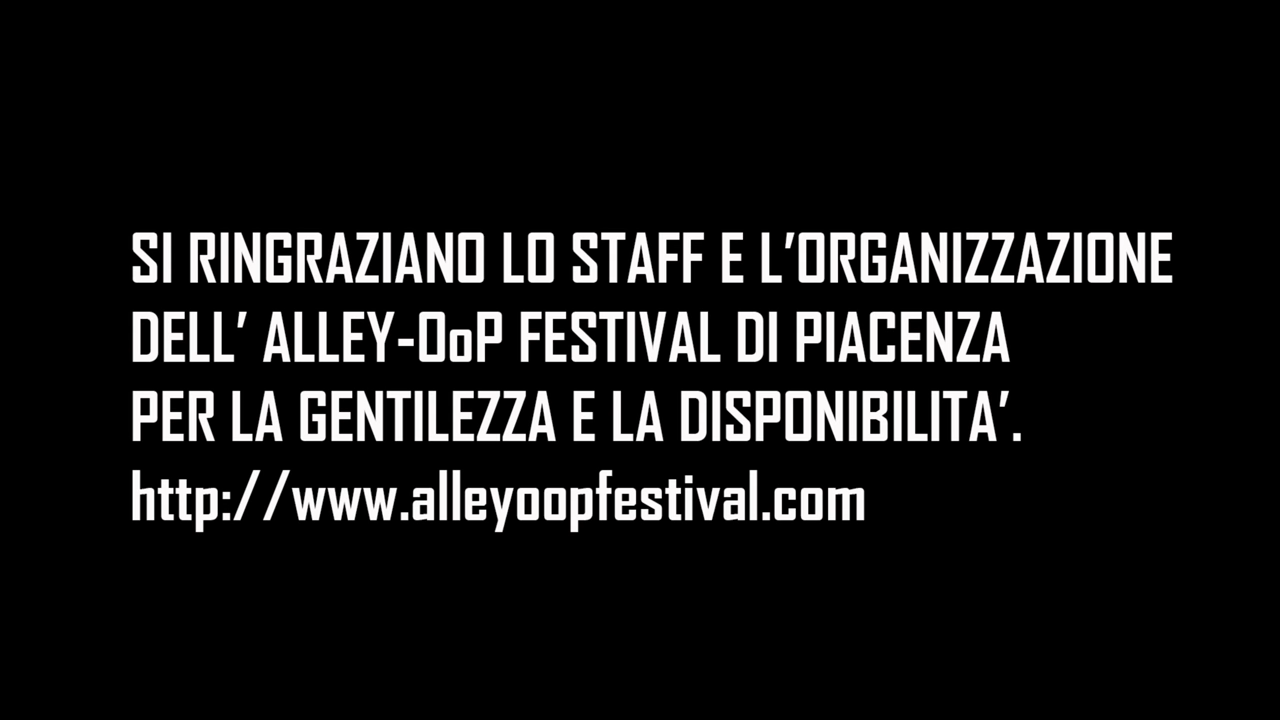 SI RINGRAZIANO LO STAFF E L’ORGANIZZAZIONE
DELL’ ALLEY-OoP FESTIVAL DI PIACENZA
PER LA GENTILEZZA E LA DISPONIBILITA’.
http://www.alleyoopfestival.com